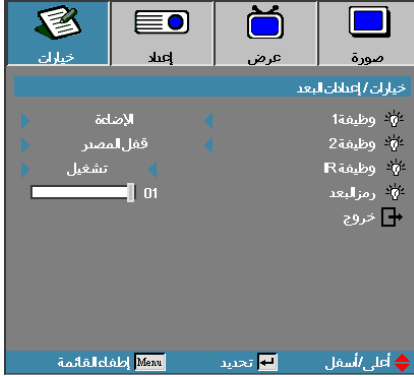 صورة عرض إعداد خيارات
خيارات / إعدادات البعد
وظيفة1 الإضاءة
وظيفة2 قفل المصدر
وظيفة IR تشغيل
رمز البعد 01
خروج
أعلى/أسفل تحديد Menu إطفاء القائمة